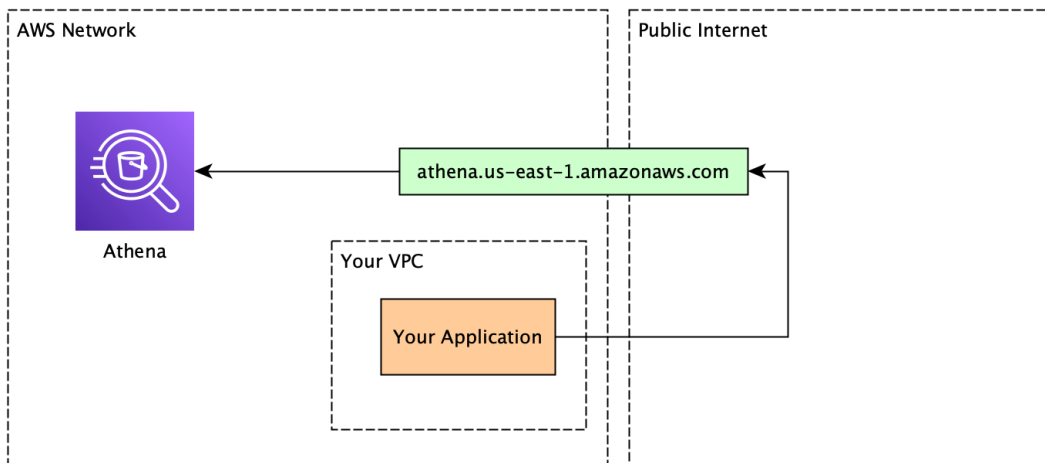 AWS Network
Public Internet
athena.us-east-1.amazonaws.com
Athena
Your VPC
Your Application